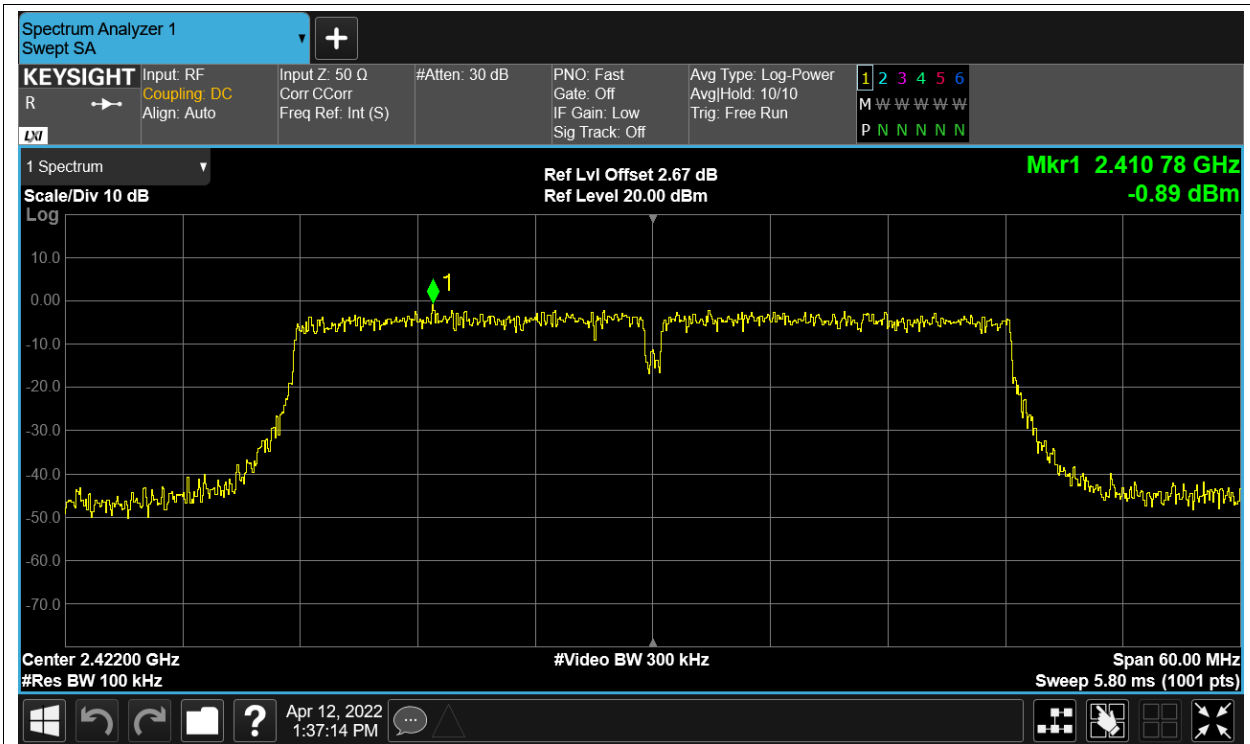 Spectrum Analyzer 1
Swept SA
KEYSIGHT
R
LXI
Input: RF
Coupling: DC
Align: Auto
Input Z: 50 Ω
Corr CCorr
Freq Ref: Int (S)
#Atten: 30 dB
PNO: Fast
Gate: Off
IF Gain: Low
Sig Track: Off
Avg Type: Log-Power
Avg|Hold: 10/10
Trig: Free Run
1 2 3 4 5 6
M W W W W W
P N N N N N
1 Spectrum
Scale/Div 10 dB
Log
Ref Lvl Offset 2.67 dB
Ref Level 20.00 dBm
Mkr1 2.410 78 GHz
-0.89 dBm
10.0
0.00
-10.0
-20.0
-30.0
-40.0
-50.0
-60.0
-70.0
1
Center 2.42200 GHz
#Res BW 100 kHz
#Video BW 300 kHz
Span 60.00 MHz
Sweep 5.80 ms (1001 pts)
?
Apr 12, 2022
1:37:14 PM